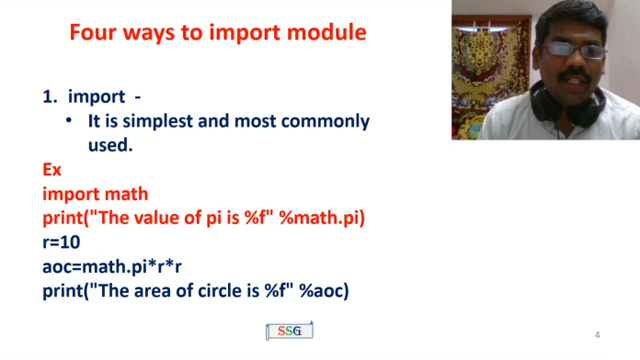 Four ways to import module
1. import -
• It is simplest and most commonly
used.
Ex
import math
print("The value of pi is %f" %math.pi)
r=10
aoc=math.pi*r*r
print("The area of circle is %f" %aoc)
SSG
4